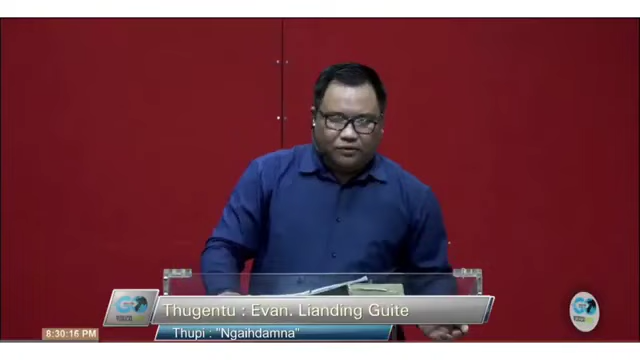 Thugentu : Evan. Lianding Guite
Thupi : "Ngaihdamna"
8:30:16 PM